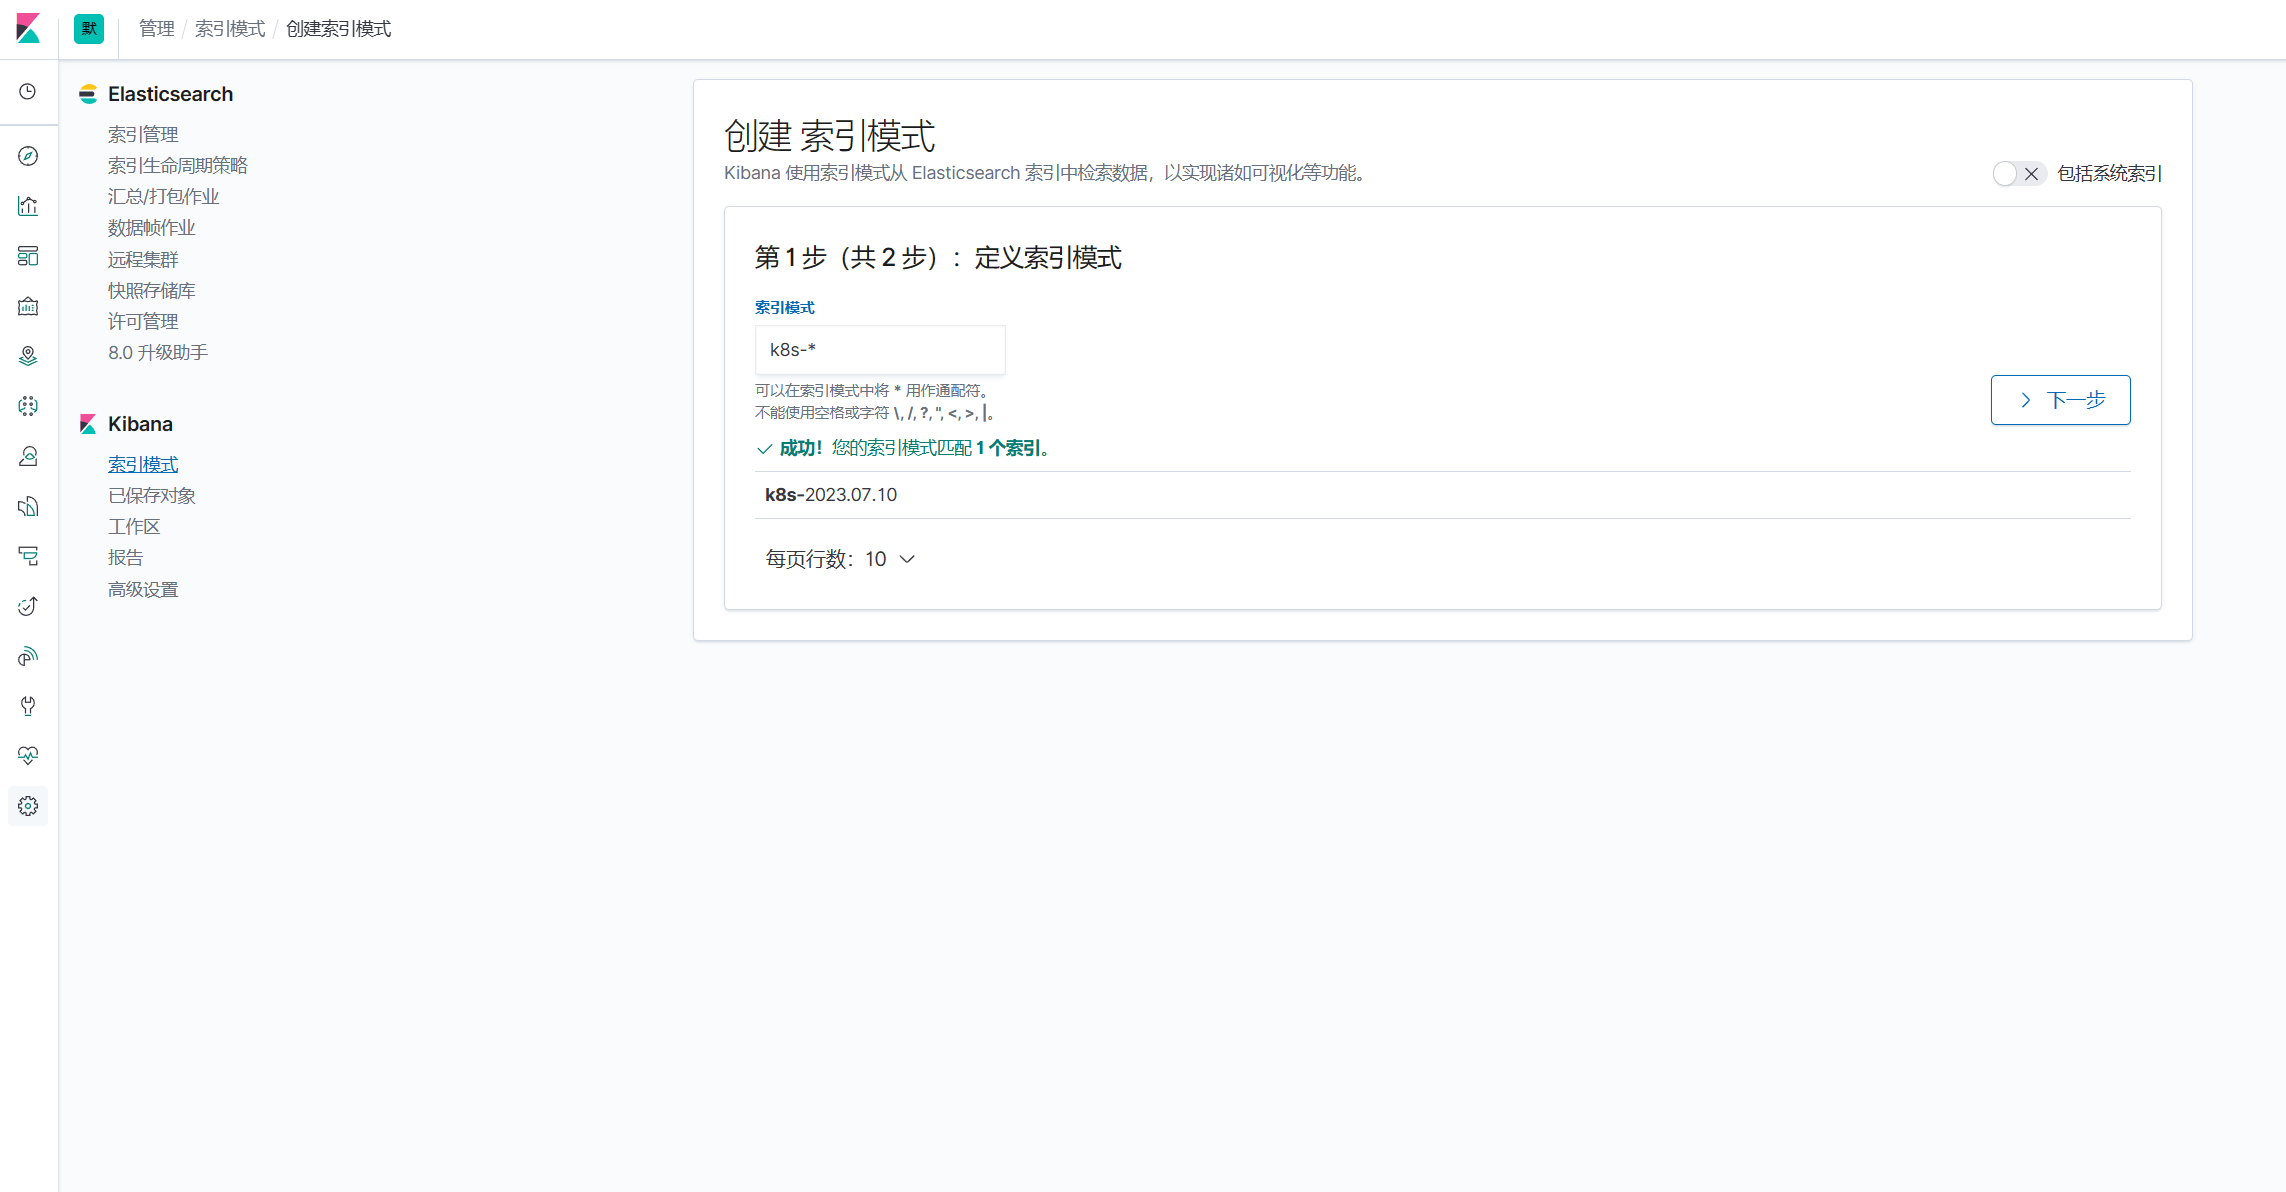 默
管理 / 索引模式 / 创建索引模式
Elasticsearch
索引管理
索引生命周期策略
汇总/打包作业
数据帧作业
远程集群
快照存储库
许可管理
8.0 升级助手
Kibana
索引模式
已保存对象
工作区
报告
高级设置
创建 索引模式
Kibana 使用索引模式从 Elasticsearch 索引中检索数据，以实现诸如可视化等功能。
包括系统索引
第 1 步（共 2 步）：定义索引模式
索引模式
k8s-*
可以在索引模式中将 * 用作通配符。
不能使用空格或字符 \, /, ?, ", <, >, |。
下一步
成功！您的索引模式匹配 1 个索引。
k8s-2023.07.10
每页行数：10